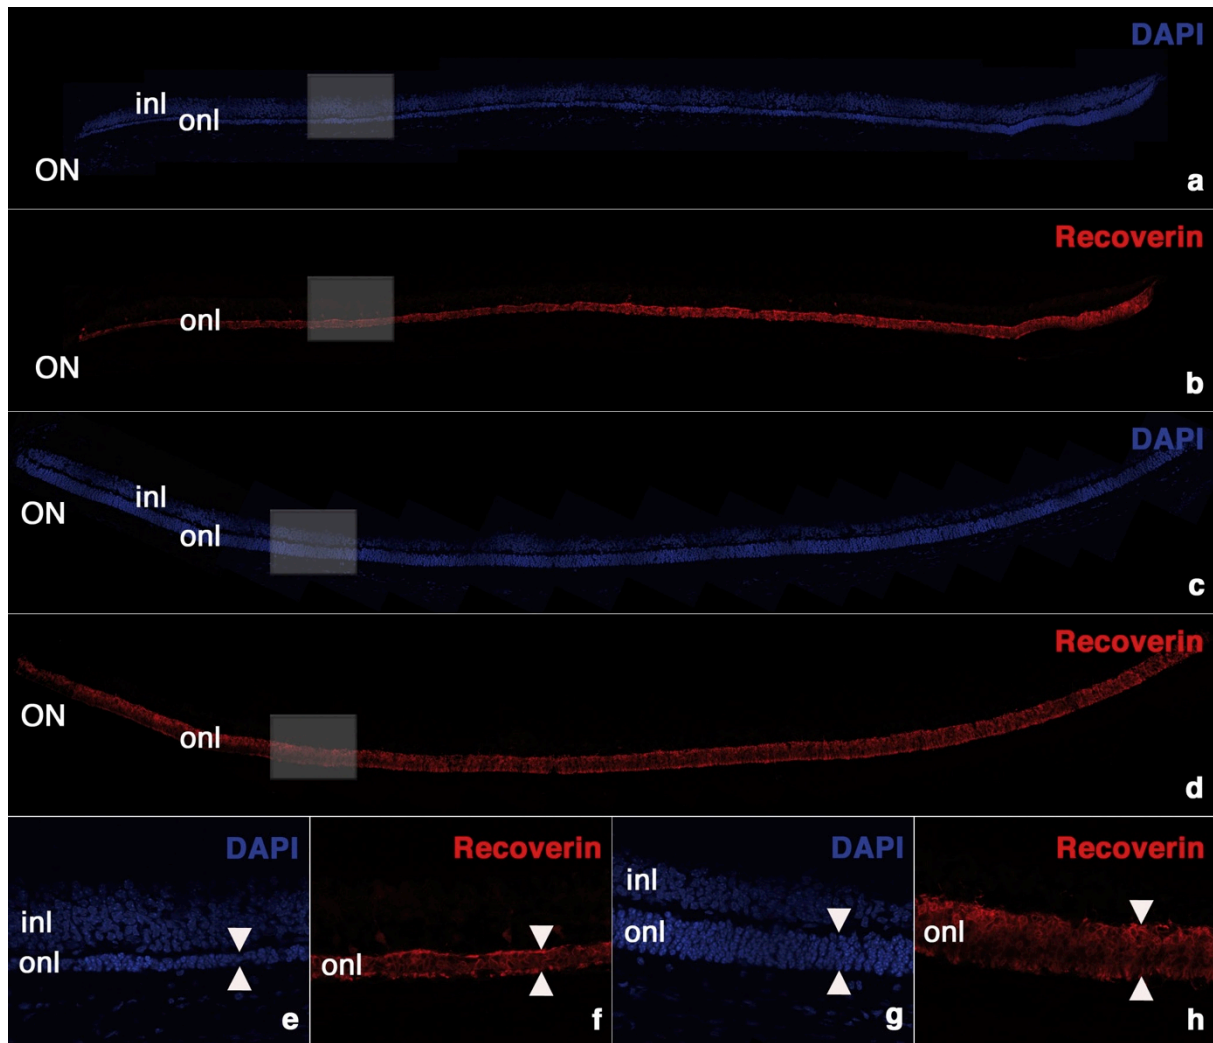 DAPI
inl
onl
ON
a
Recoverin
onl
ON
b
DAPI
inl
ON
onl
c
Recoverin
ON
onl
d
DAPI
inl
onl
e
Recoverin
onl
f
DAPI
inl
onl
g
Recoverin
onl
h